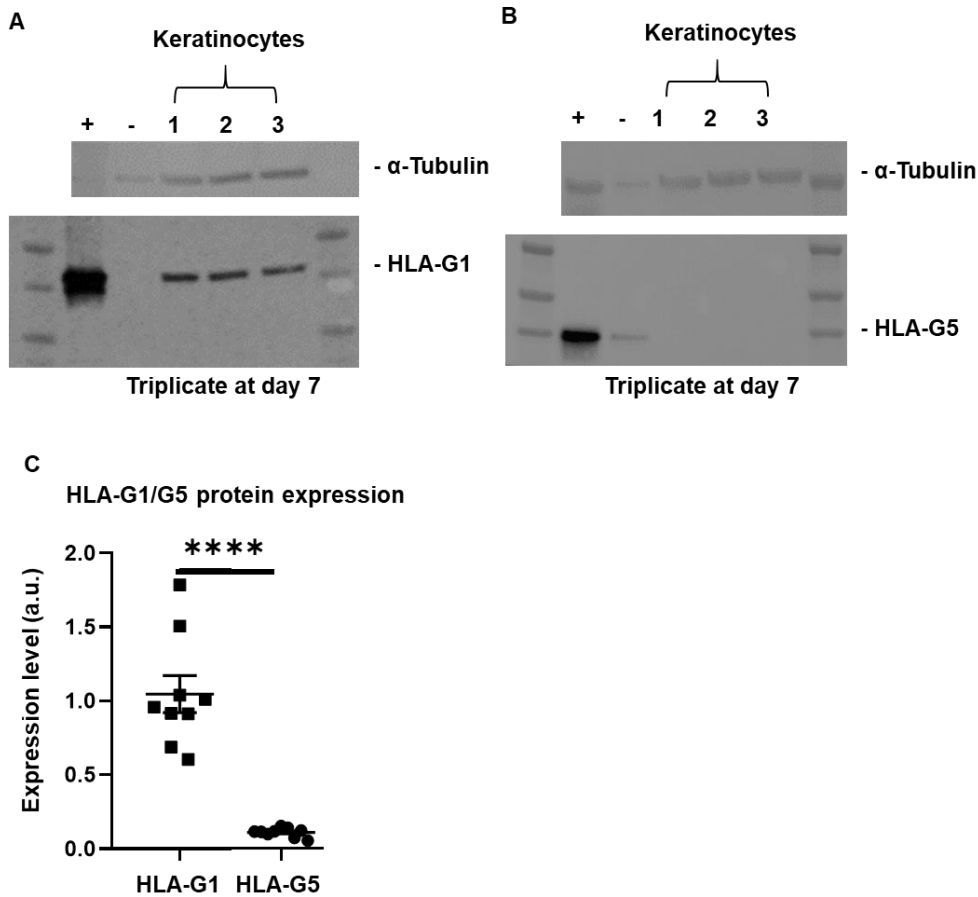 A
Keratinocytes
+ - 1 2 3
- α-Tubulin
- HLA-G1
Triplicate at day 7
B
Keratinocytes
+ - 1 2 3
- α-Tubulin
- HLA-G5
Triplicate at day 7
C
HLA-G1/G5 protein expression
****
Expression level (a.u.)
2.0
1.5
1.0
0.5
0.0
HLA-G1 HLA-G5